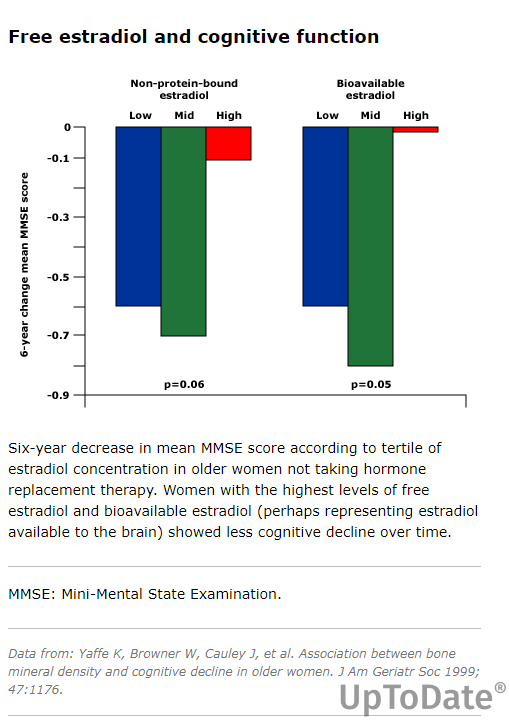 Free estradiol and cognitive function
Non-protein-bound
estradiol
Bioavailable
estradiol
Low Mid High
Low Mid High
0
-0.1
-0.3
-0.5
-0.7
-0.9
6-year change mean MMSE score
p=0.06
p=0.05
Six-year decrease in mean MMSE score according to tertile of
estradiol concentration in older women not taking hormone
replacement therapy. Women with the highest levels of free
estradiol and bioavailable estradiol (perhaps representing estradiol
available to the brain) showed less cognitive decline over time.
MMSE: Mini-Mental State Examination.
Data from: Yaffe K, Browner W, Cauley J, et al. Association between bone
mineral density and cognitive decline in older women. J Am Geriatr Soc 1999;
47:1176.
UpToDate®